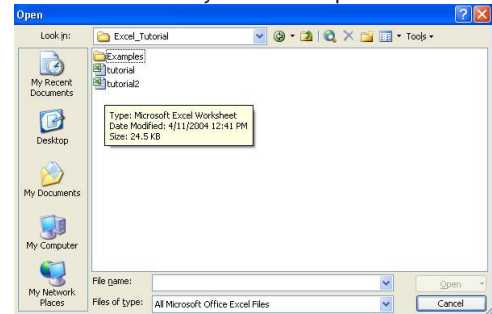 Open
Look in: Excel_Tutorial Tools
Examples
tutorial
tutorial2
Type: Microsoft Excel Worksheet
Date Modified: 4/11/2004 12:41 PM
Size: 24.5 KB
My Recent
Documents
Desktop
My Documents
My Computer
My Network
Places
File name:
Open
Files of type: All Microsoft Office Excel Files
Cancel